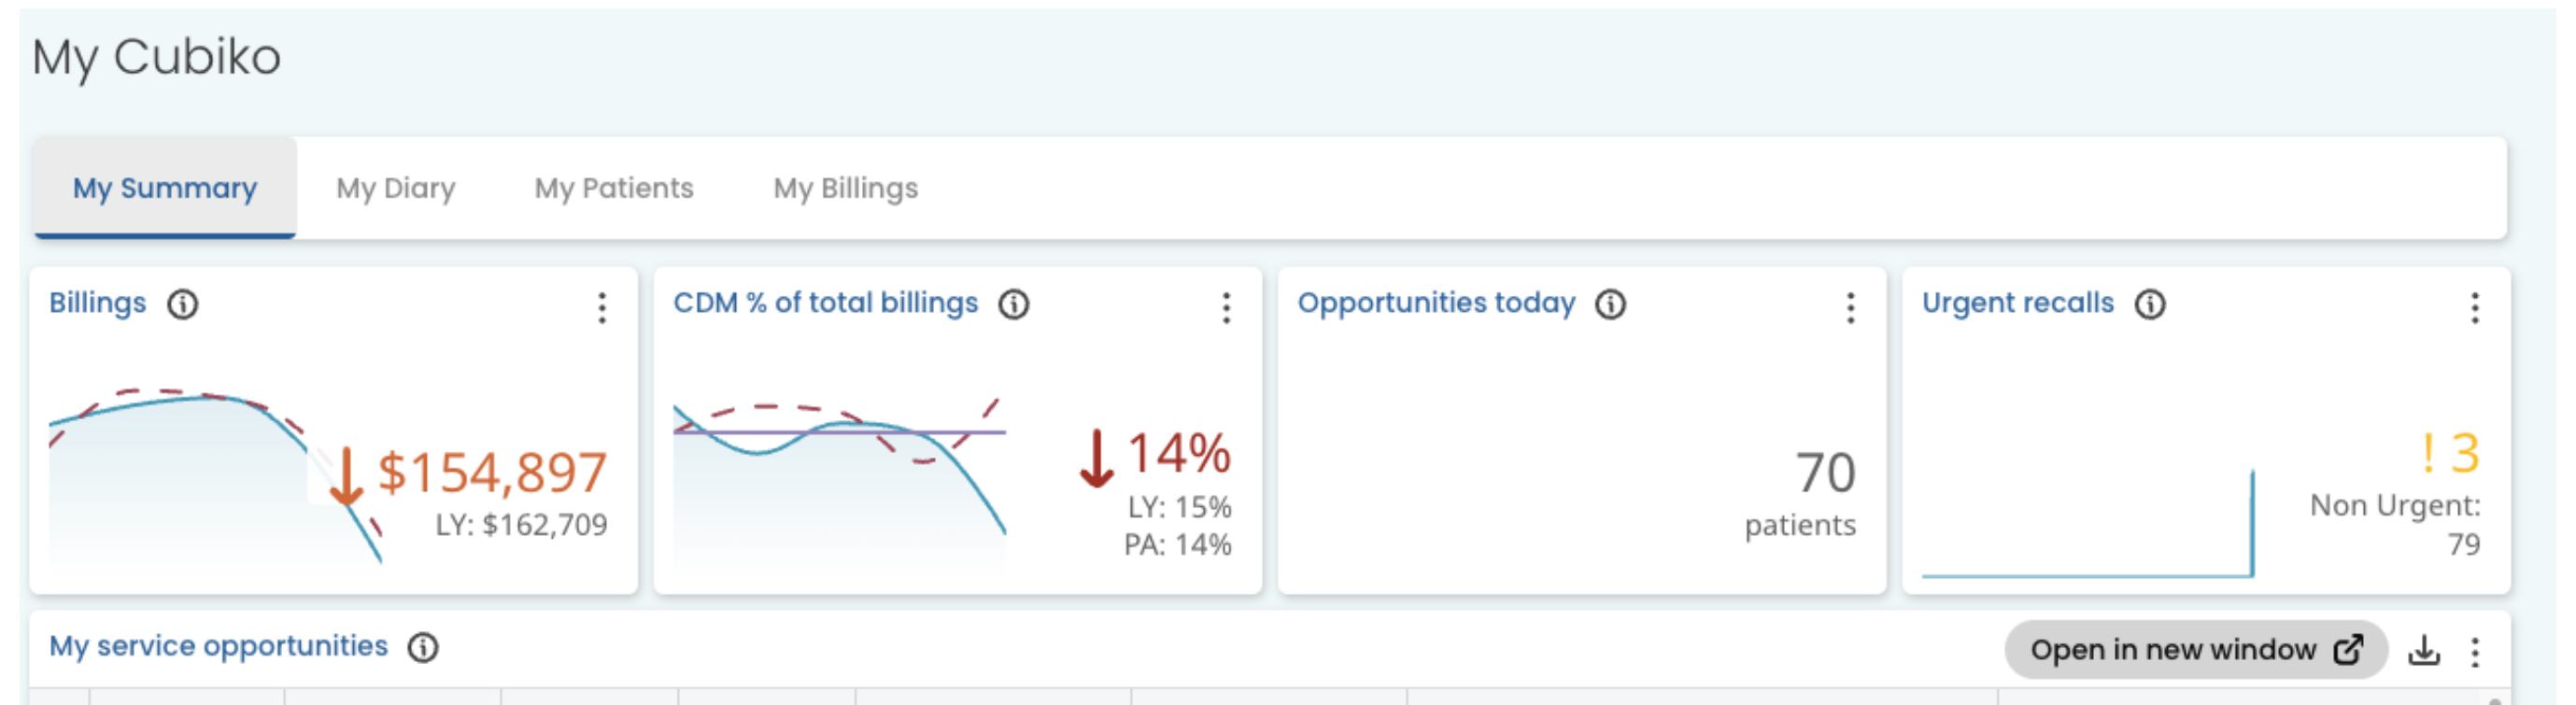 My Cubiko
My Summary My Diary My Patients My Billings
Billings
$154,897
LY: $162,709
CDM % of total billings
14%
LY: 15%
PA: 14%
Opportunities today
70
patients
Urgent recalls
! 3
Non Urgent:
79
My service opportunities
Open in new window